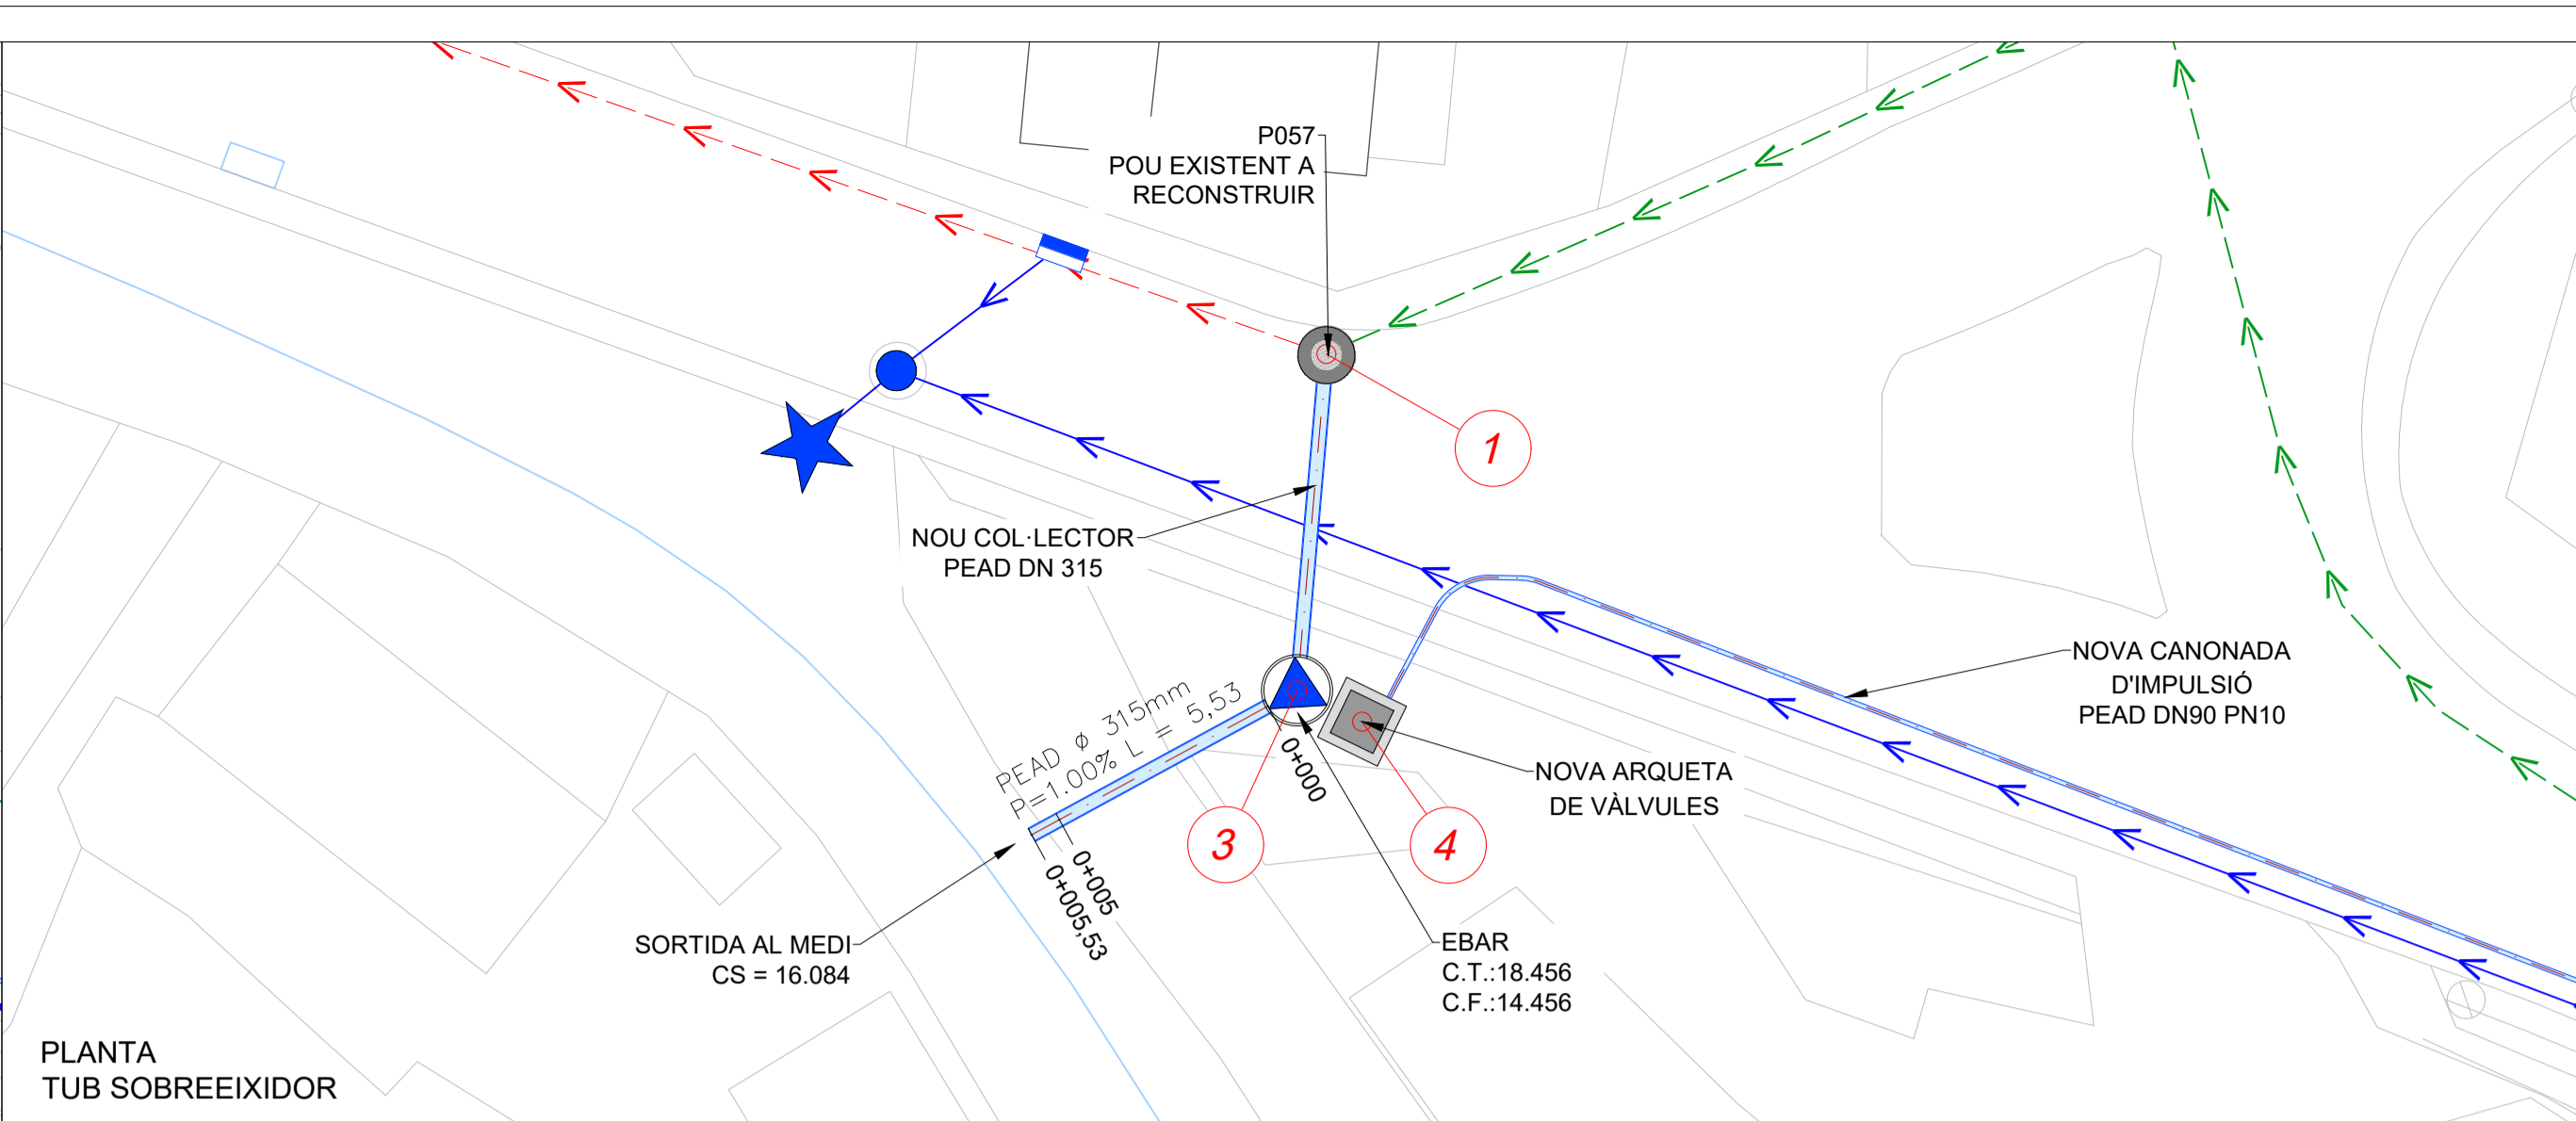 P057
POU EXISTENT A
RECONSTRUIR
1
NOU COL·LECTOR
PEAD DN 315
NOVA CANONADA
D'IMPULSIÓ
PEAD DN90 PN10
PEAD ø 315mm
P=1.00% L = 5,53
0+000
NOVA ARQUETA
DE VÀLVULES
3
4
0+005
0+005,53
SORTIDA AL MEDI
CS = 16.084
EBAR
C.T.:18.456
C.F.:14.456
PLANTA
TUB SOBREEIXIDOR